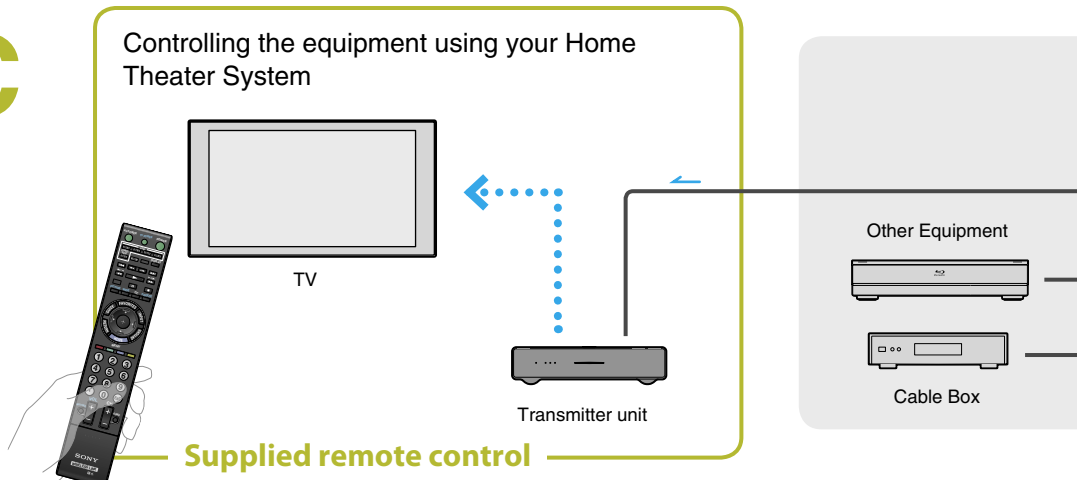 C
Controlling the equipment using your Home
Theater System
TV
Other Equipment
Transmitter unit
Cable Box
SONY
Supplied remote control